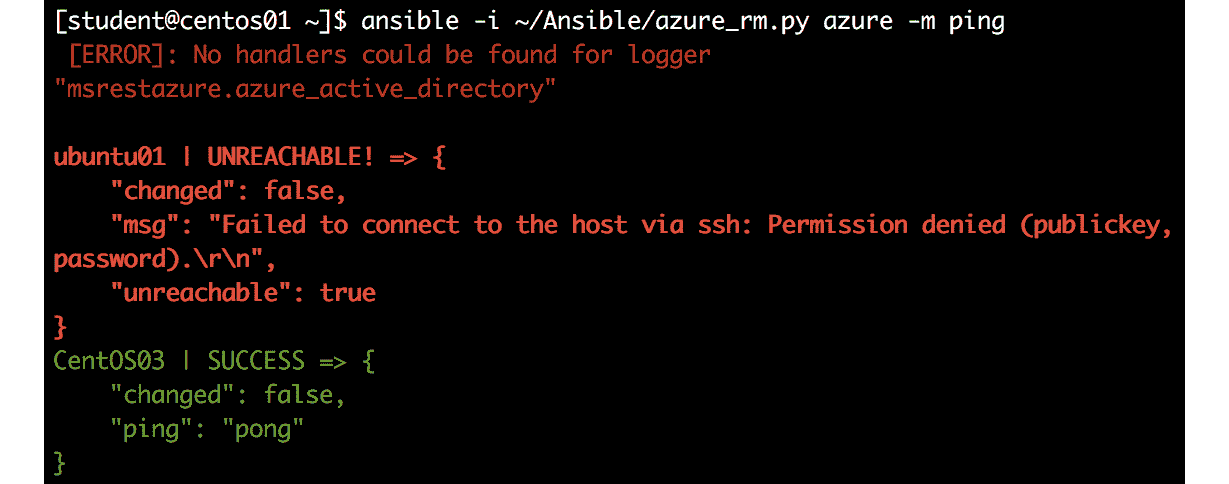 [student@centos01 ~]$ ansible -i ~/Ansible/azure_rm.py azure -m ping
[ERROR]: No handlers could be found for logger
"msrestazure.azure_active_directory"
ubuntu01 | UNREACHABLE! => {
"changed": false,
"msg": "Failed to connect to the host via ssh: Permission denied (publickey,
password).\r\n",
"unreachable": true
}
CentOS03 | SUCCESS => {
"changed": false,
"ping": "pong"
}